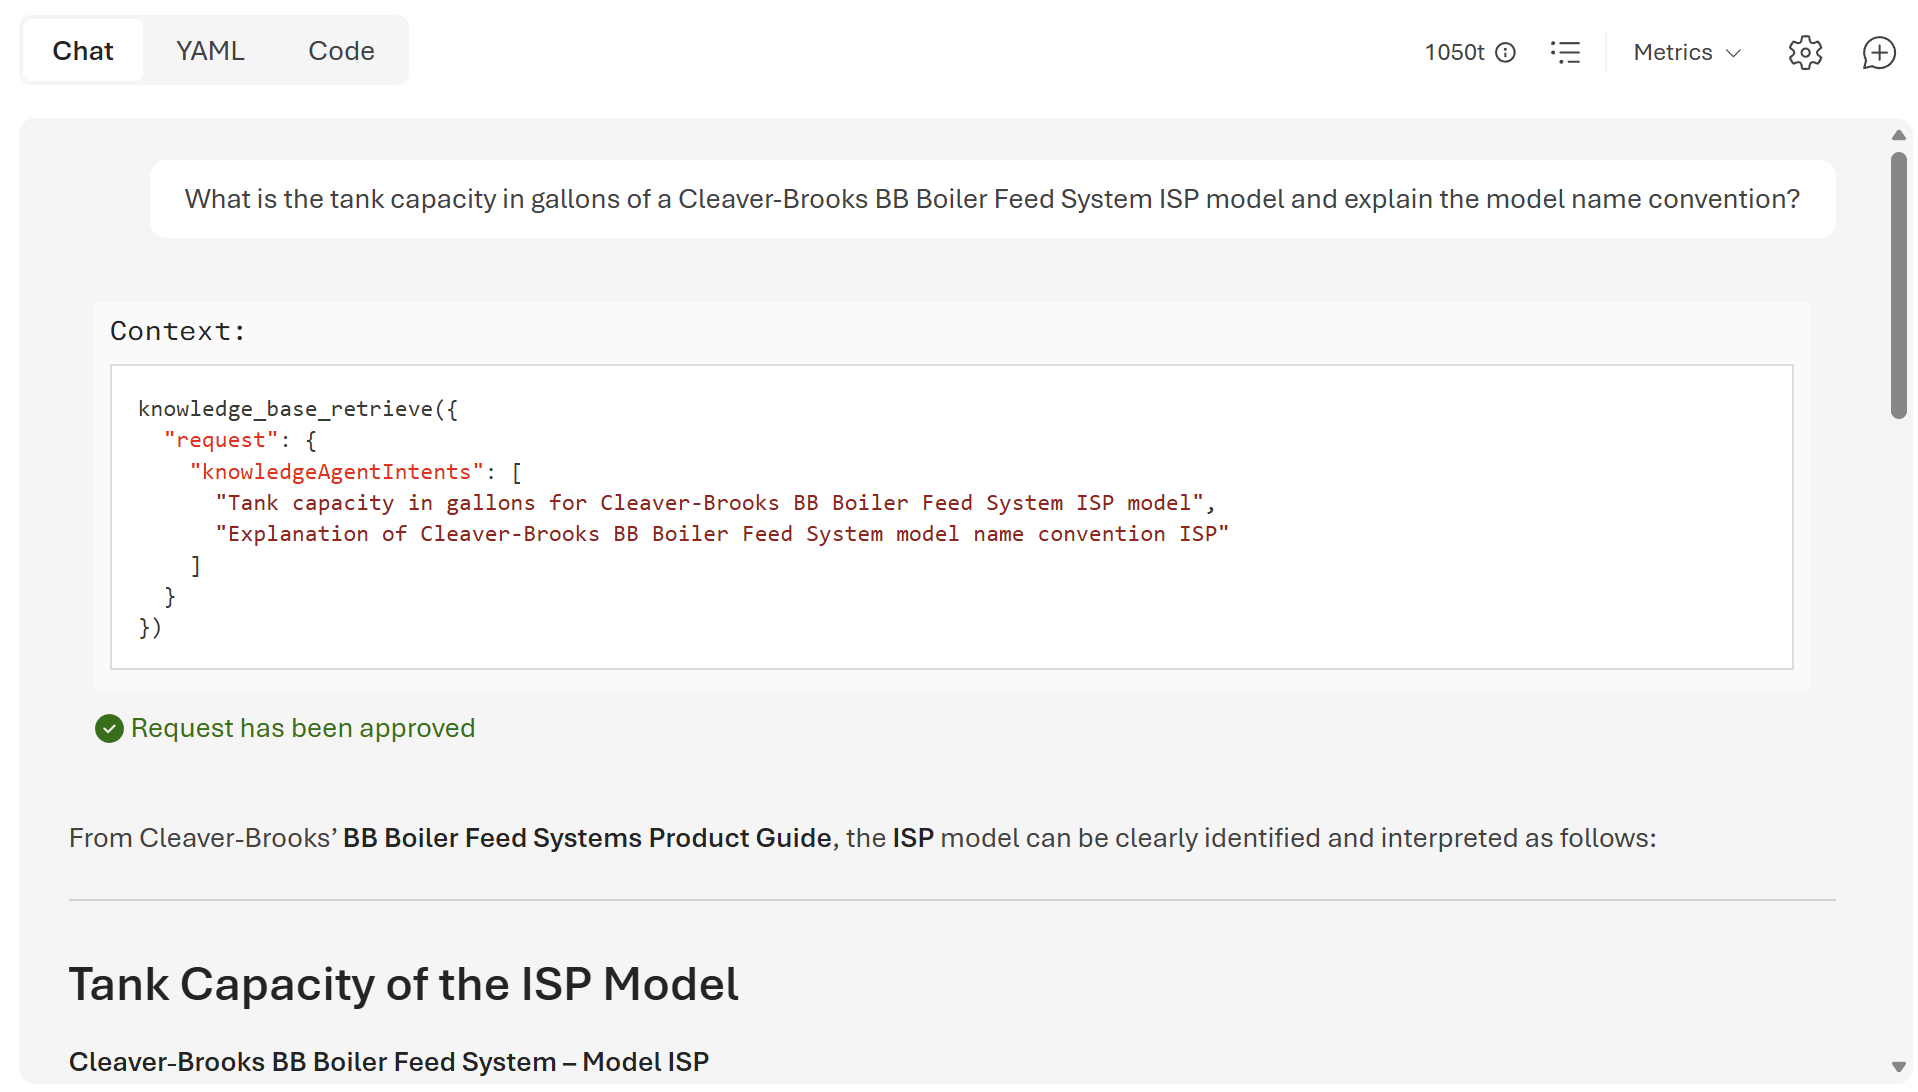 Chat YAML Code 1050t Metrics
What is the tank capacity in gallons of a Cleaver-Brooks BB Boiler Feed System ISP model and explain the model name convention?
Context:
knowledge_base_retrieve({
  "request": {
    "knowledgeAgentIntents": [
      "Tank capacity in gallons for Cleaver-Brooks BB Boiler Feed System ISP model",
      "Explanation of Cleaver-Brooks BB Boiler Feed System model name convention ISP"
    ]
  }
})
Request has been approved
From Cleaver-Brooks’ BB Boiler Feed Systems Product Guide, the ISP model can be clearly identified and interpreted as follows:
Tank Capacity of the ISP Model
Cleaver-Brooks BB Boiler Feed System – Model ISP